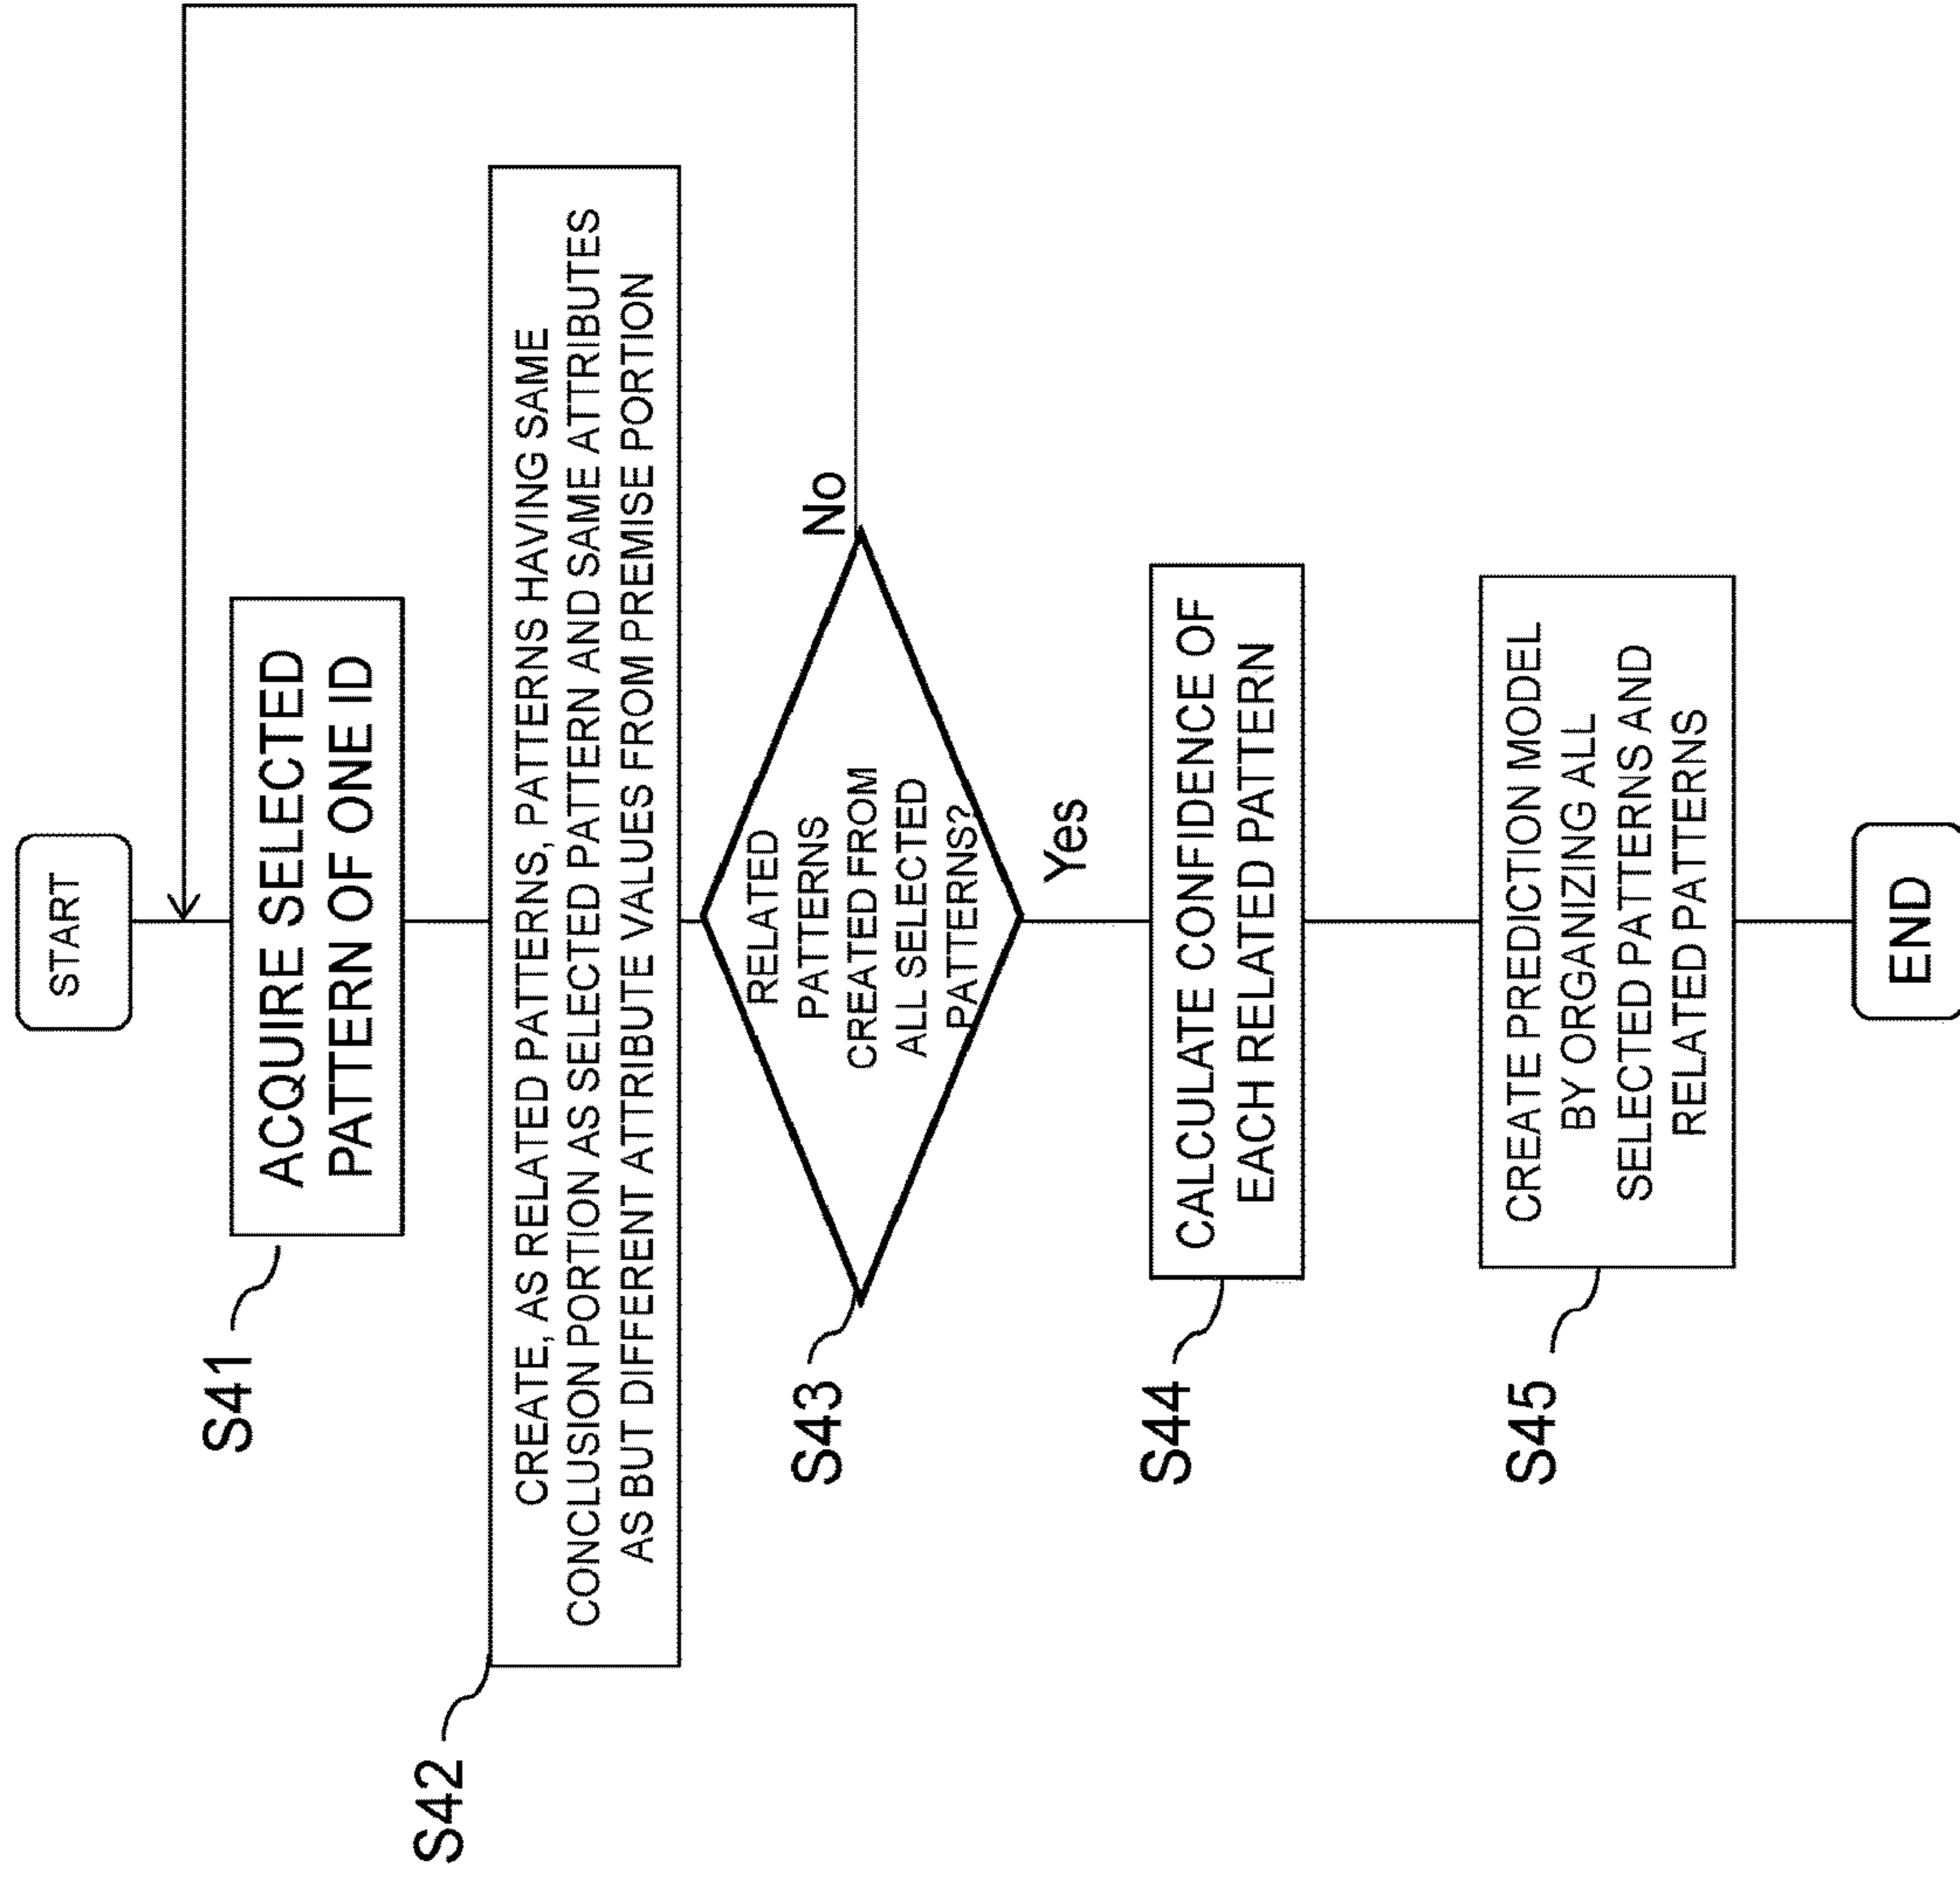 START
S41
ACQUIRE SELECTED
PATTERN OF ONE ID
S42
CREATE, AS RELATED PATTERNS, PATTERNS HAVING SAME
CONCLUSION PORTION AS SELECTED PATTERN AND SAME ATTRIBUTES
AS BUT DIFFERENT ATTRIBUTE VALUES FROM PREMISE PORTION
S43
RELATED
PATTERNS
CREATED FROM
ALL SELECTED
PATTERNS?
No
Yes
S44
CALCULATE CONFIDENCE OF
EACH RELATED PATTERN
S45
CREATE PREDICTION MODEL
BY ORGANIZING ALL
SELECTED PATTERNS AND
RELATED PATTERNS
END